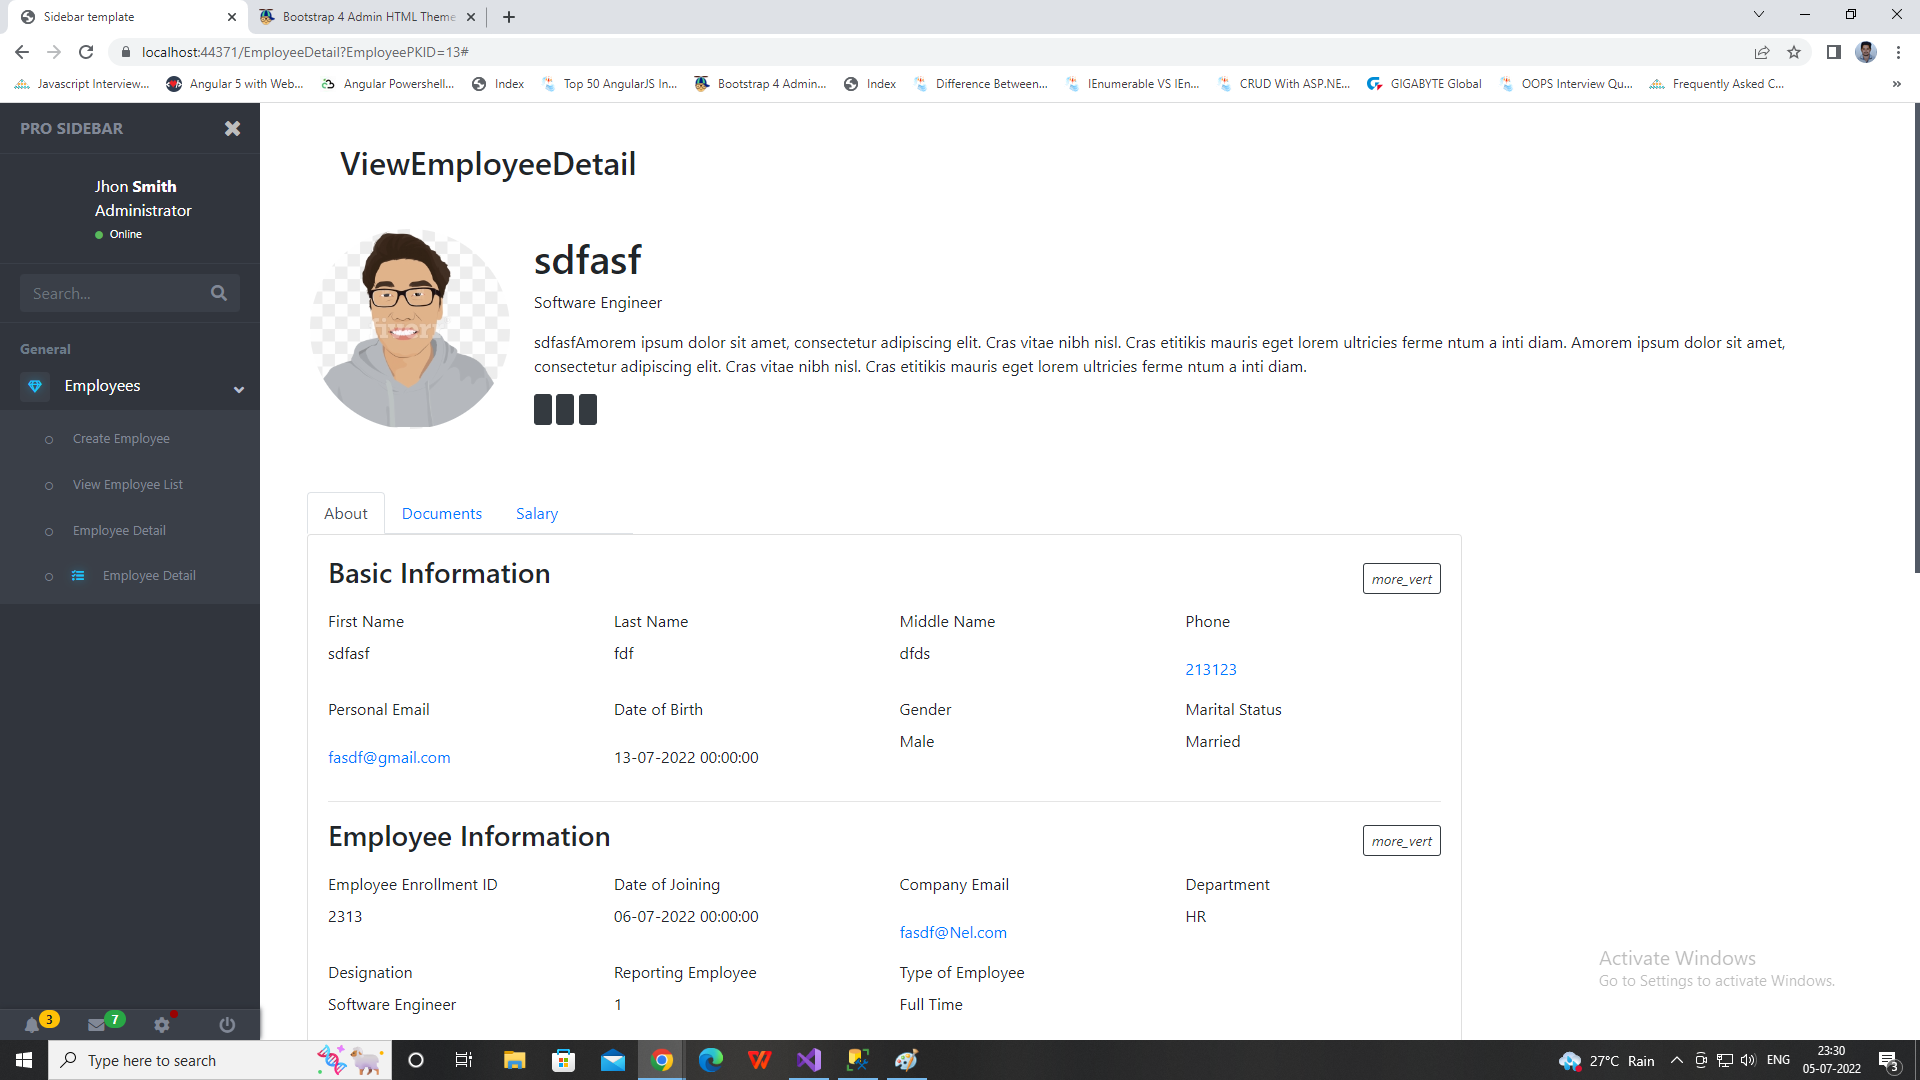 Sidebar template
Bootstrap 4 Admin HTML Theme
localhost:44371/EmployeeDetail?EmployeePKID=13#
Javascript Interview...
Angular 5 with Web...
Angular Powershell...
Index
Top 50 AngularJS In...
Bootstrap 4 Admin...
Index
Difference Between...
IEnumerable VS IEn...
CRUD With ASP.NE...
GIGABYTE Global
OOPS Interview Qu...
Frequently Asked C...
»
PRO SIDEBAR
Jhon Smith
Administrator
Online
Search...
General
Employees
Create Employee
View Employee List
Employee Detail
Employee Detail
3
7
ViewEmployeeDetail
fiverr
sdfasf
Software Engineer
sdfasfAmorem ipsum dolor sit amet, consectetur adipiscing elit. Cras vitae nibh nisl. Cras etitikis mauris eget lorem ultricies ferme ntum a inti diam. Amorem ipsum dolor sit amet,
consectetur adipiscing elit. Cras vitae nibh nisl. Cras etitikis mauris eget lorem ultricies ferme ntum a inti diam.
About
Documents
Salary
Basic Information
more_vert
First Name
Last Name
Middle Name
Phone
sdfasf
fdf
dfds
213123
Personal Email
Date of Birth
Gender
Marital Status
fasdf@gmail.com
13-07-2022 00:00:00
Male
Married
Employee Information
more_vert
Employee Enrollment ID
Date of Joining
Company Email
Department
2313
06-07-2022 00:00:00
fasdf@Nel.com
HR
Designation
Reporting Employee
Type of Employee
Software Engineer
1
Full Time
Activate Windows
Go to Settings to activate Windows.
Type here to search
27°C Rain
ENG
23:30
05-07-2022
3